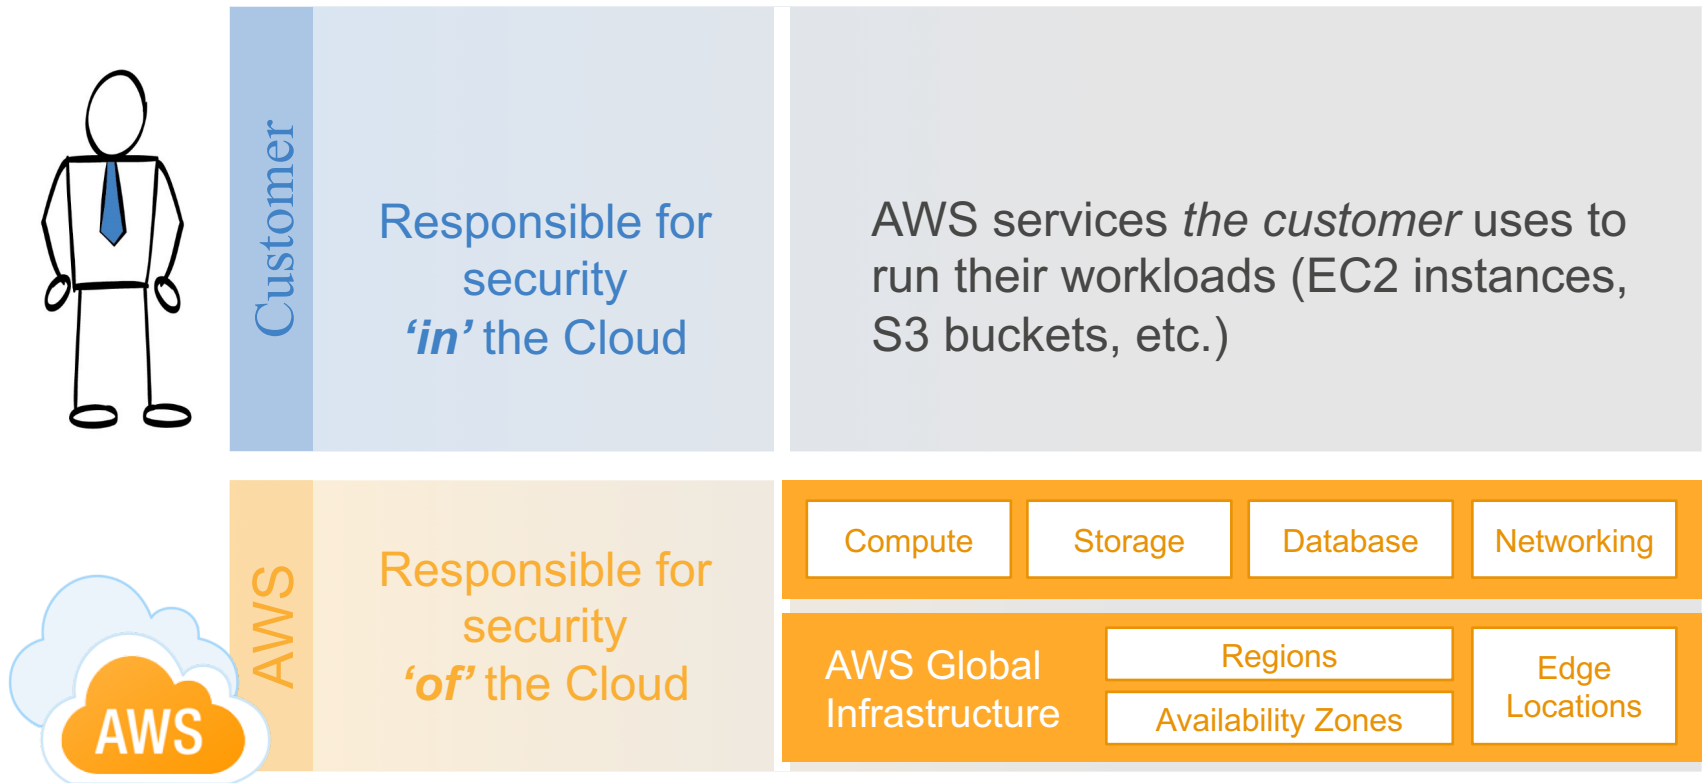 Customer
Responsible for
security
‘in’ the Cloud
AWS services the customer uses to
run their workloads (EC2 instances,
S3 buckets, etc.)
AWS
AWS
Responsible for
security
‘of’ the Cloud
Compute
Storage
Database
Networking
AWS Global
Infrastructure
Regions
Availability Zones
Edge
Locations